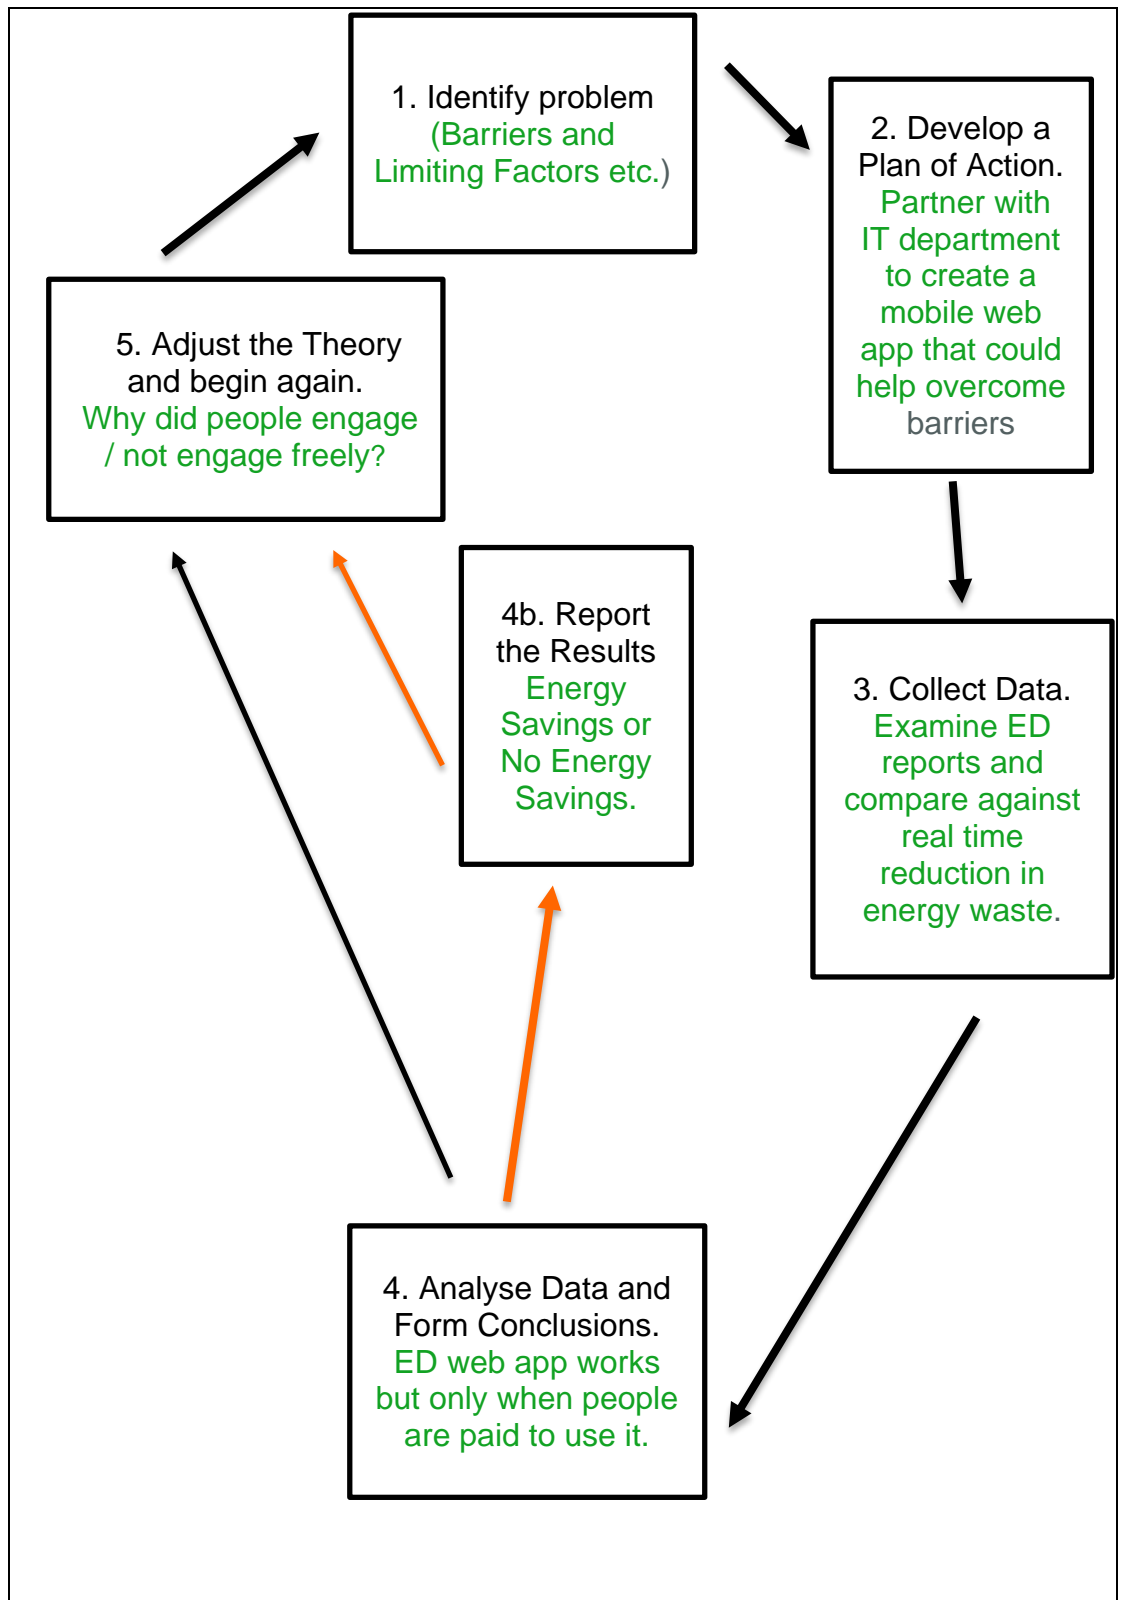 1. Identify problem
(Barriers and
Limiting Factors etc.)
2. Develop a
Plan of Action.
Partner with
IT department
to create a
mobile web
app that could
help overcome
barriers
3. Collect Data.
Examine ED
reports and
compare against
real time
reduction in
energy waste.
4. Analyse Data and
Form Conclusions.
ED web app works
but only when people
are paid to use it.
4b. Report
the Results
Energy
Savings or
No Energy
Savings.
5. Adjust the Theory
and begin again.
Why did people engage
/ not engage freely?